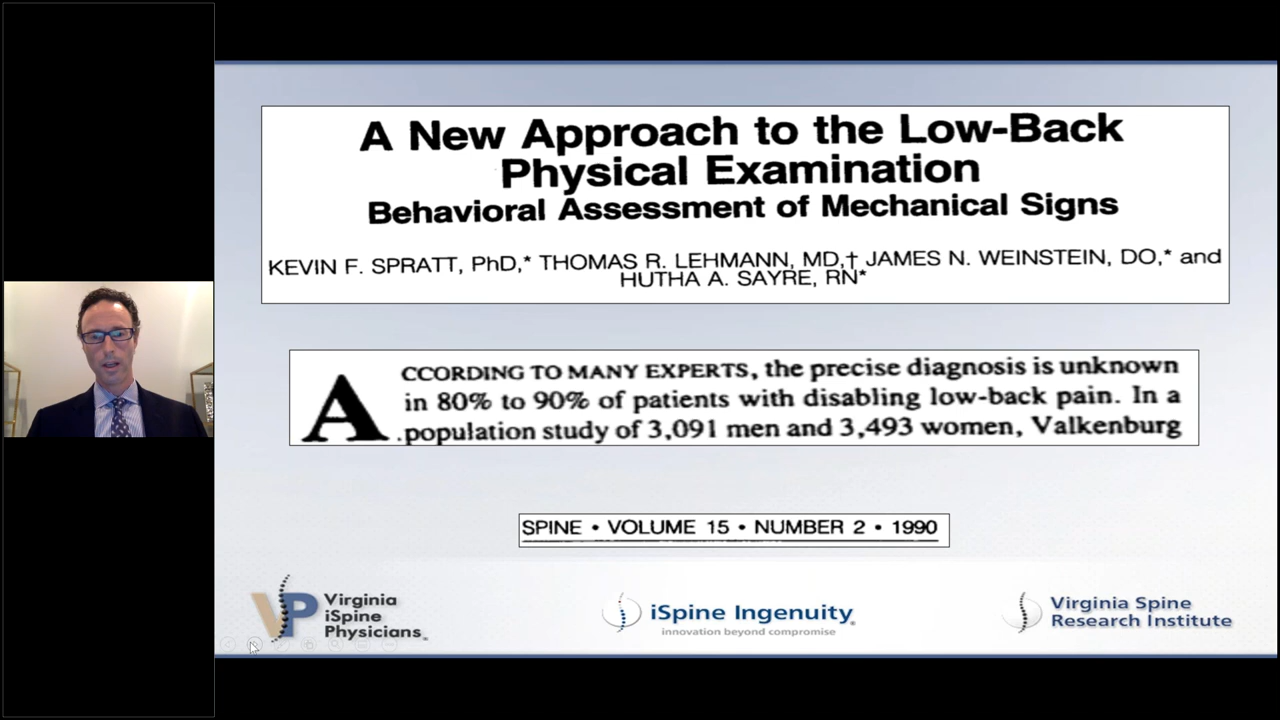 A New Approach to the Low-Back
Physical Examination
Behavioral Assessment of Mechanical Signs
KEVIN F. SPRATT, PhD,* THOMAS R. LEHMANN, MD,† JAMES N. WEINSTEIN, DO,* and
HUTHA A. SAYRE, RN*
ACCORDING TO MANY EXPERTS, the precise diagnosis is unknown
in 80% to 90% of patients with disabling low-back pain. In a
population study of 3,091 men and 3,493 women, Valkenburg
SPINE • VOLUME 15 • NUMBER 2 • 1990
VP
Virginia
iSpine
Physicians
iSpine Ingenuity®
innovation beyond compromise
Virginia Spine
Research Institute